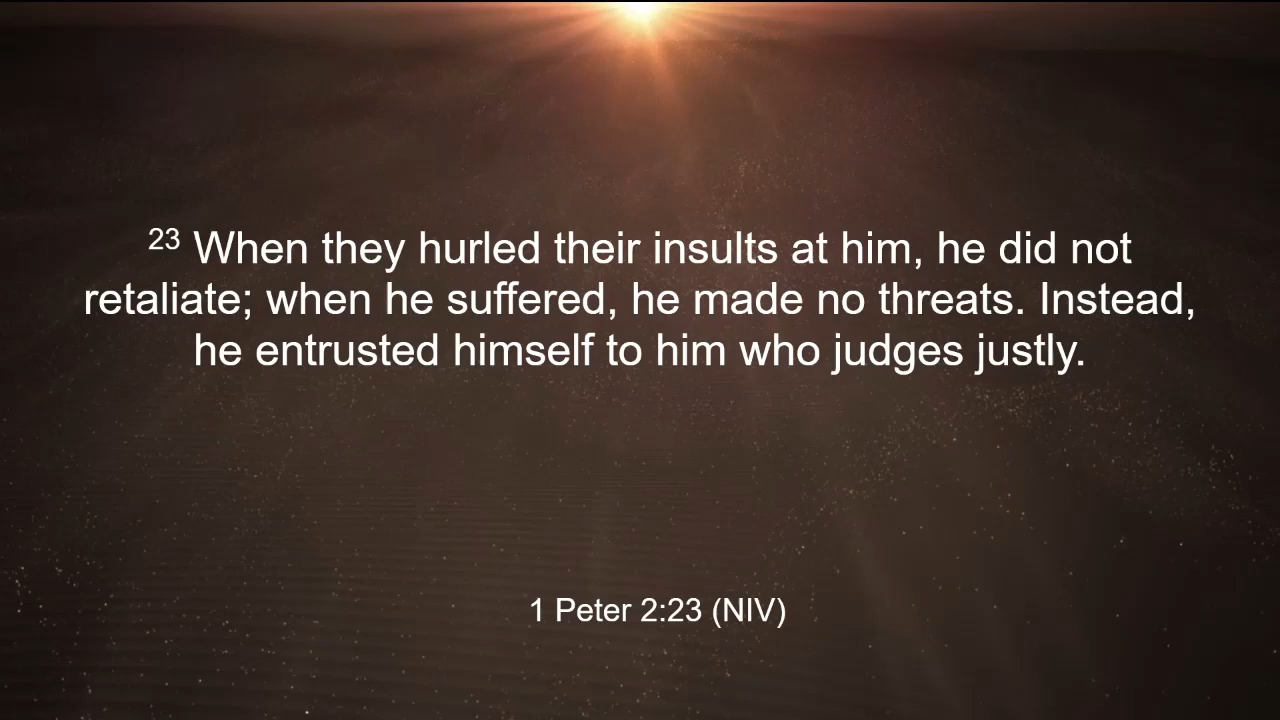 23 When they hurled their insults at him, he did not
retaliate; when he suffered, he made no threats. Instead,
he entrusted himself to him who judges justly.
1 Peter 2:23 (NIV)